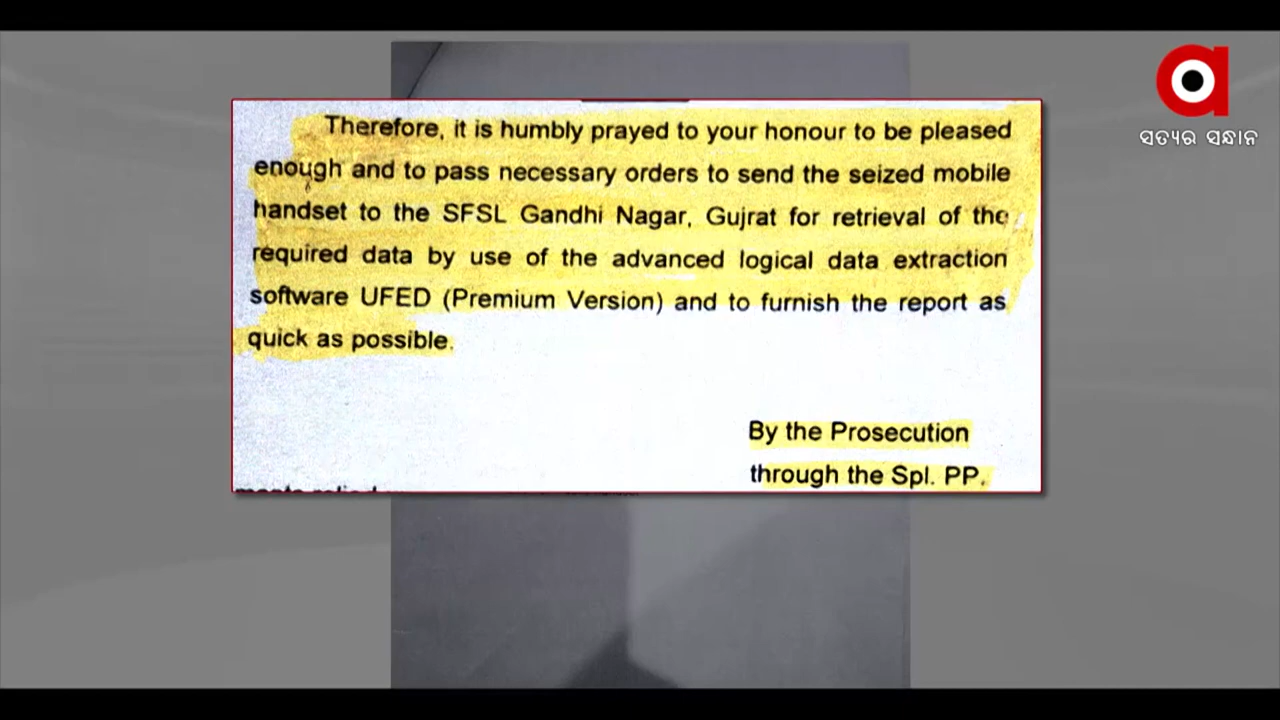 ସତ୍ୟର ସନ୍ଧାନ
Therefore, it is humbly prayed to your honour to be pleased
enough and to pass necessary orders to send the seized mobile
handset to the SFSL Gandhi Nagar, Gujrat for retrieval of the
required data by use of the advanced logical data extraction
software UFED (Premium Version) and to furnish the report as
quick as possible.
By the Prosecution
through the Spl. PP.